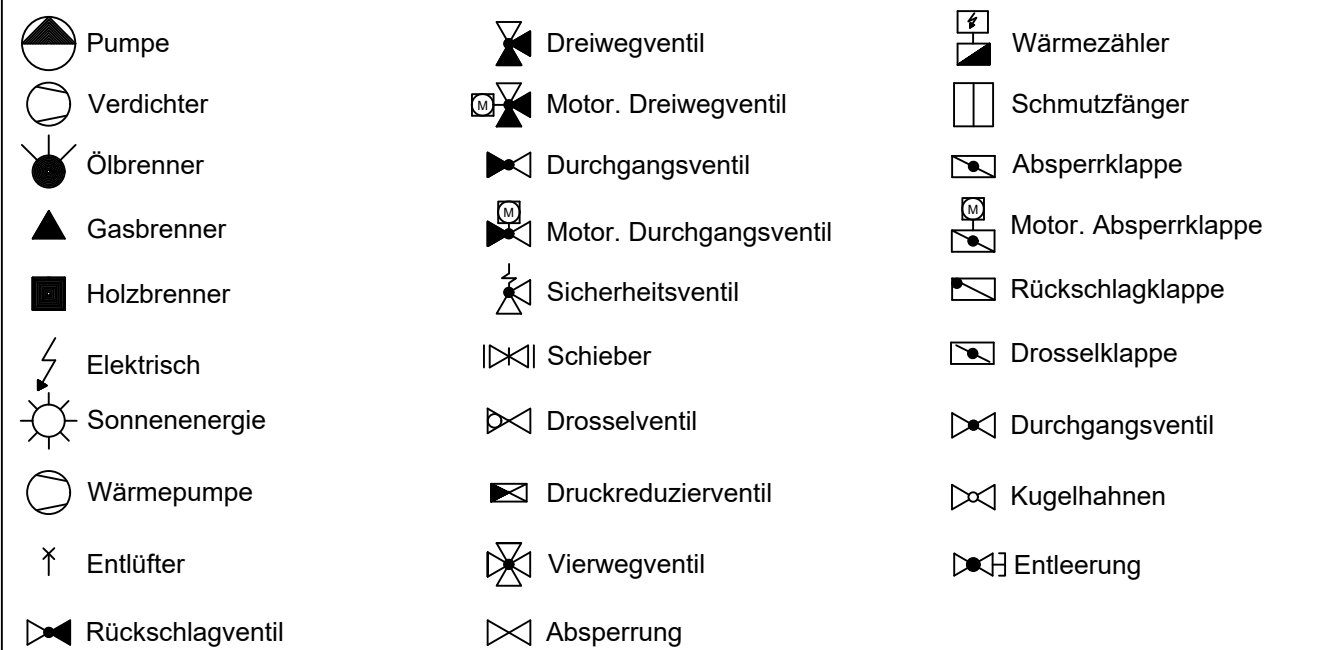 Pumpe
Verdichter
Ölbrenner
Gasbrenner
Holzbrenner
Elektrisch
Sonnenenergie
Wärmepumpe
Entlüfter
Rückschlagventil
Dreiwegventil
M Motor. Dreiwegventil
Durchgangsventil
M
Motor. Durchgangsventil
Sicherheitsventil
Schieber
Drosselventil
Druckreduzierventil
Vierwegventil
Absperrung
Wärmezähler
Schmutzfänger
Absperrklappe
M
Motor. Absperrklappe
Rückschlagklappe
Drosselklappe
Durchgangsventil
Kugelhahnen
Entleerung